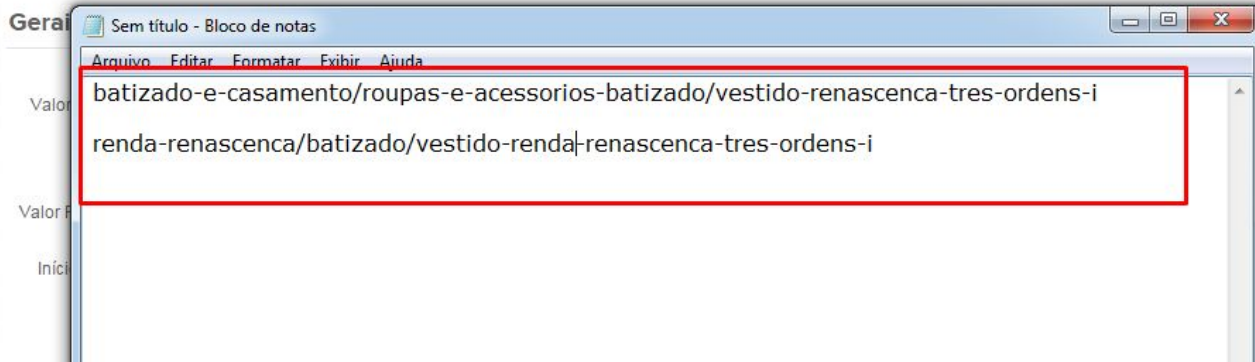 Gerai
Sem título - Bloco de notas
Arquivo Editar Formatar Exibir Ajuda
batizado-e-casamento/roupas-e-acessorios-batizado/vestido-renascenca-tres-ordens-i
Valor
renda-renascenca/batizado/vestido-renda-renascenca-tres-ordens-i
Valor
Iníci